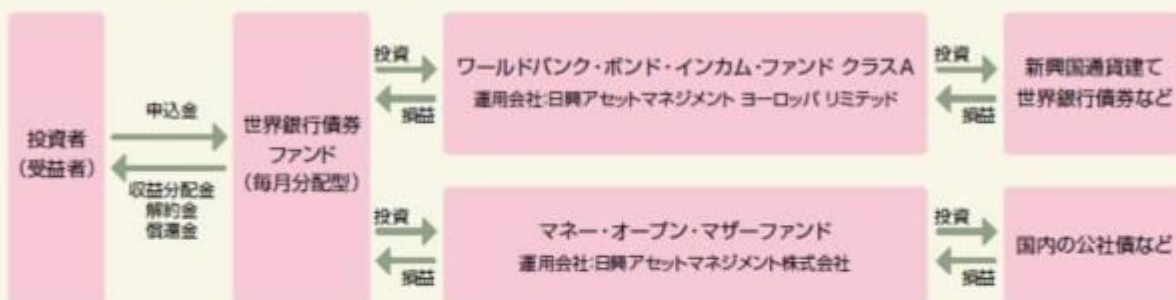 投資者
（受益者）
申込金
収益分配金
解約金
償還金
世界銀行債券
ファンド
（毎月分配型）
投資
損益
ワールドバンク・ボンド・インカム・ファンド クラスA
運用会社:日興アセットマネジメント ヨーロッパ リミテッド
投資
損益
新興国通貨建て
世界銀行債券など
投資
損益
マネー・オープン・マザーファンド
運用会社:日興アセットマネジメント株式会社
投資
損益
国内の公社債など